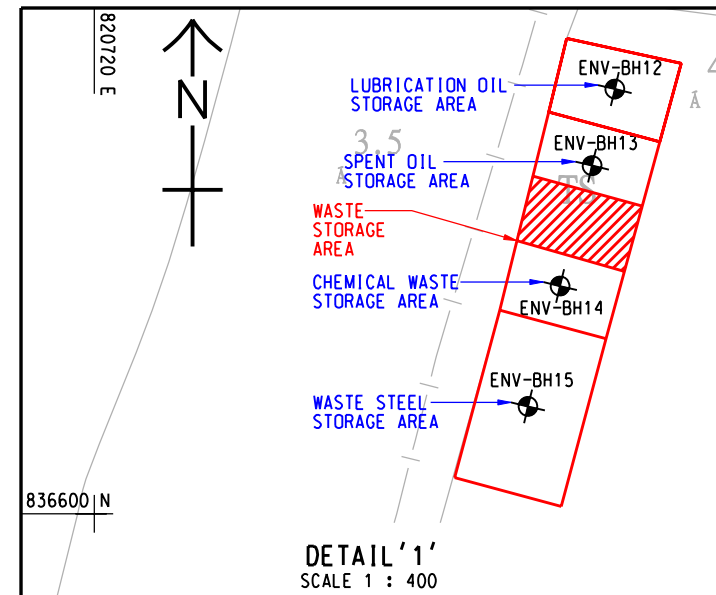 820720 E
N
ENV-BH12
LUBRICATION OIL
STORAGE AREA
3.5
ENV-BH13
SPENT OIL
STORAGE AREA
TS
WASTE
STORAGE
AREA
CHEMICAL WASTE
STORAGE AREA
ENV-BH14
ENV-BH15
WASTE STEEL
STORAGE AREA
836600 N
DETAIL '1'
SCALE 1 : 400